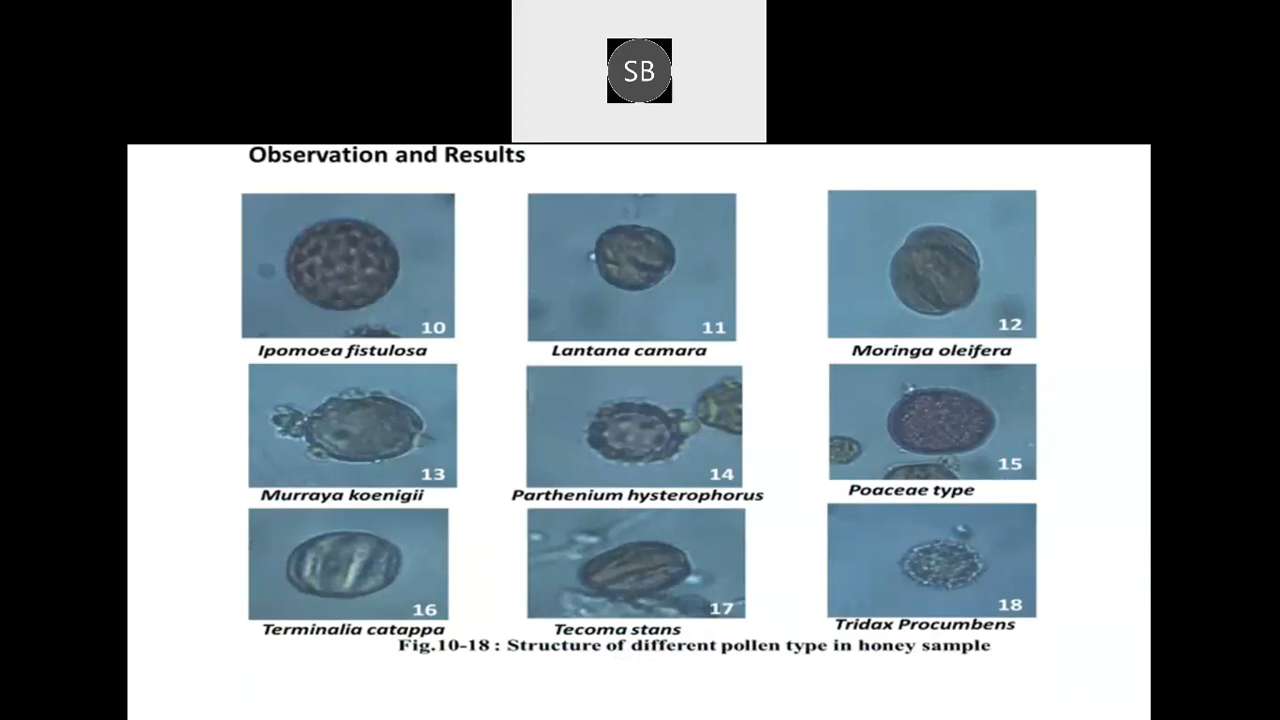 SB
Observation and Results
10
11
12
Ipomoea fistulosa
Lantana camara
Moringa oleifera
13
14
15
Murraya koenigii
Parthenium hysterophorus
Poaceae type
16
17
18
Terminalia catappa
Tecoma stans
Tridax Procumbens
Fig.10-18 : Structure of different pollen type in honey sample